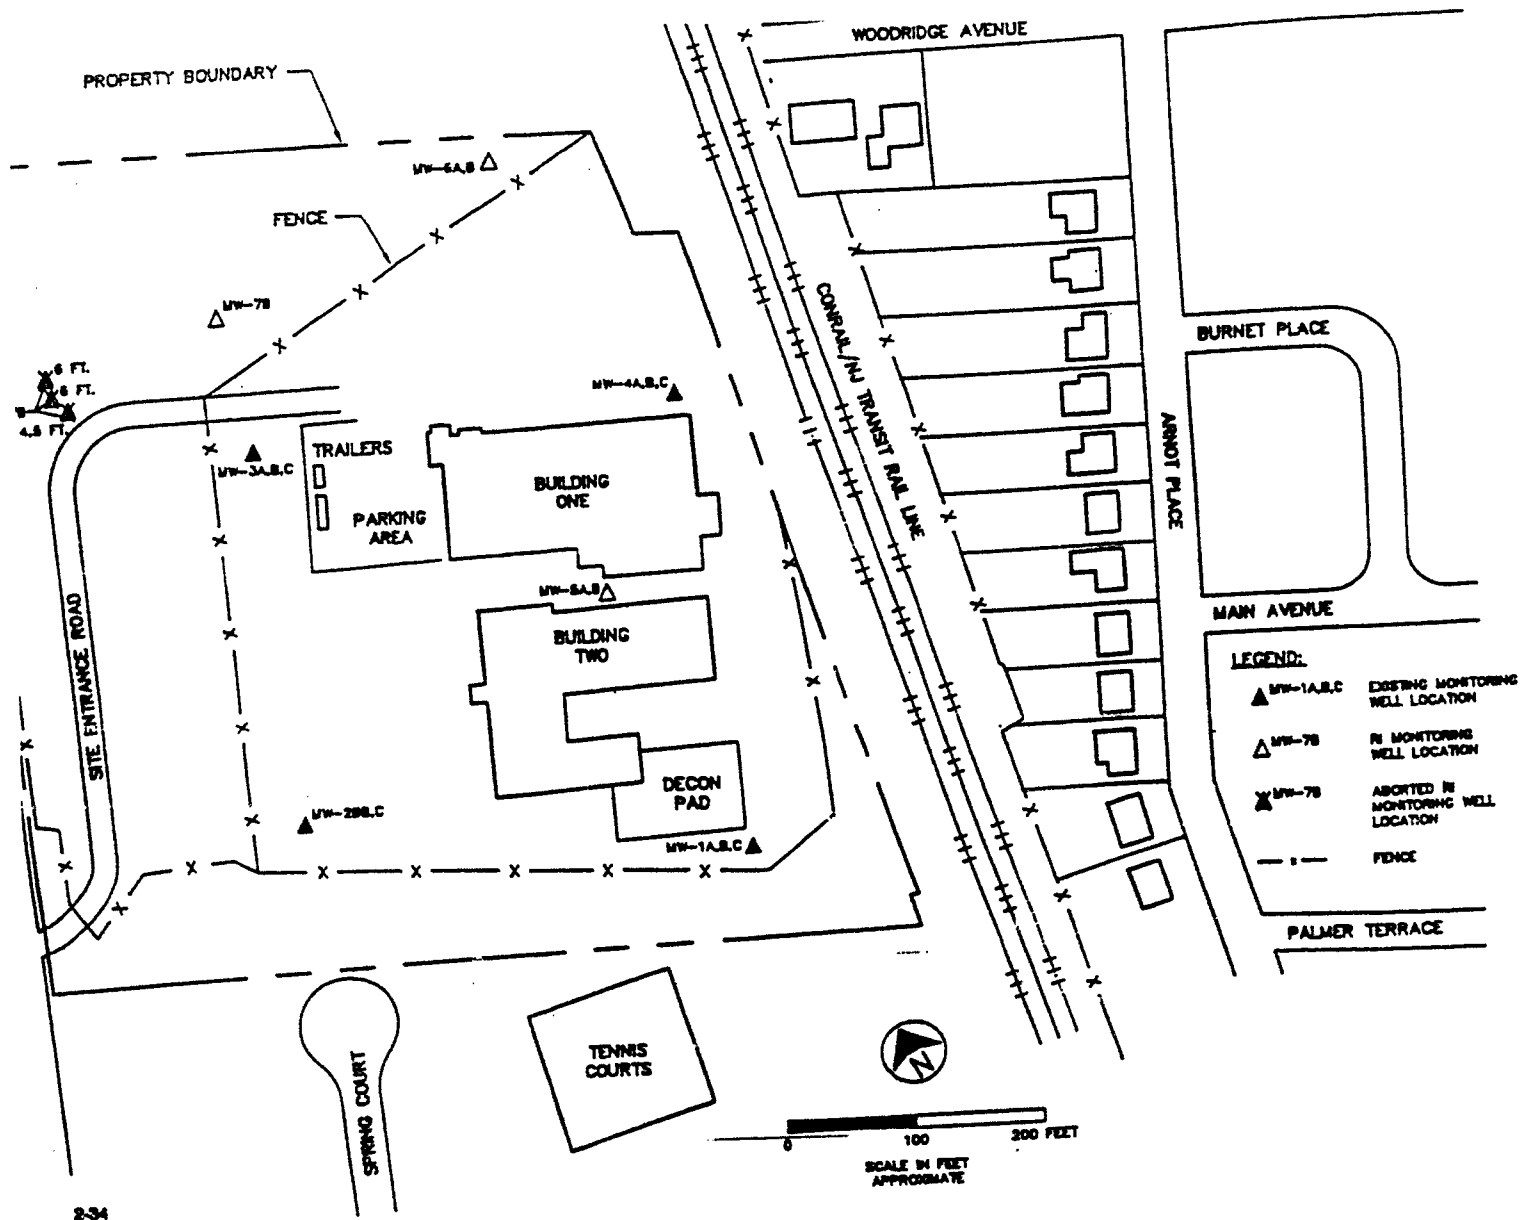 WOODRIDGE AVENUE
PROPERTY BOUNDARY
MW-6A,B
FENCE
MW-7B
CONRAIL/NJ TRANSIT RAIL LINE
BURNET PLACE
6 FT.
6 FT.
4.5 FT.
MW-4A,B,C
ARNOT PLACE
TRAILERS
MW-3A,B,C
BUILDING
ONE
PARKING
AREA
MW-5A,B
BUILDING
TWO
SITE ENTRANCE ROAD
MAIN AVENUE
LEGEND:
MW-1A,B,C
EXISTING MONITORING
WELL LOCATION
MW-7B
RI MONITORING
WELL LOCATION
MW-7B
ABORTED RI
MONITORING WELL
LOCATION
FENCE
DECON
PAD
MW-1A,B,C
PALMER TERRACE
N
TENNIS
COURTS
SPRING COURT
0
100
200 FEET
SCALE IN FEET
APPROXIMATE
2-34